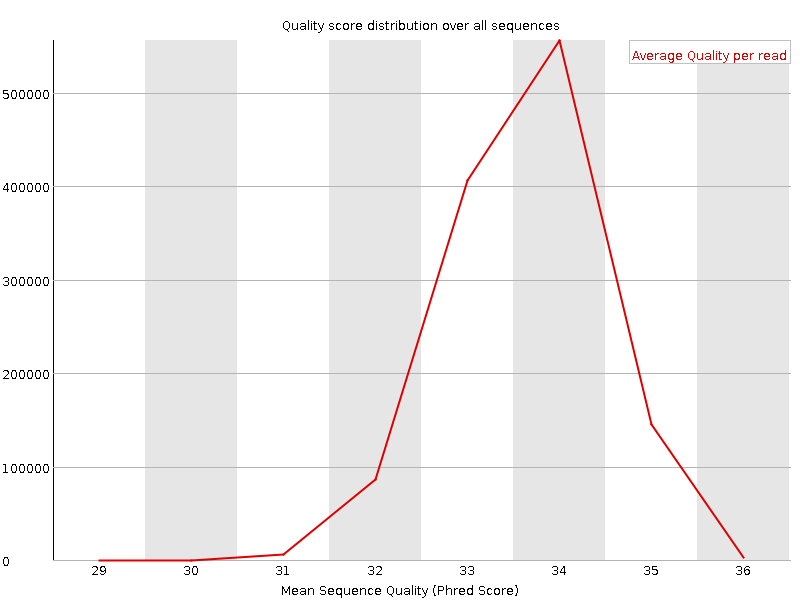 Quality score distribution over all sequences
Average Quality per read
500000
400000
300000
200000
100000
0
29 30 31 32 33 34 35 36
Mean Sequence Quality (Phred Score)